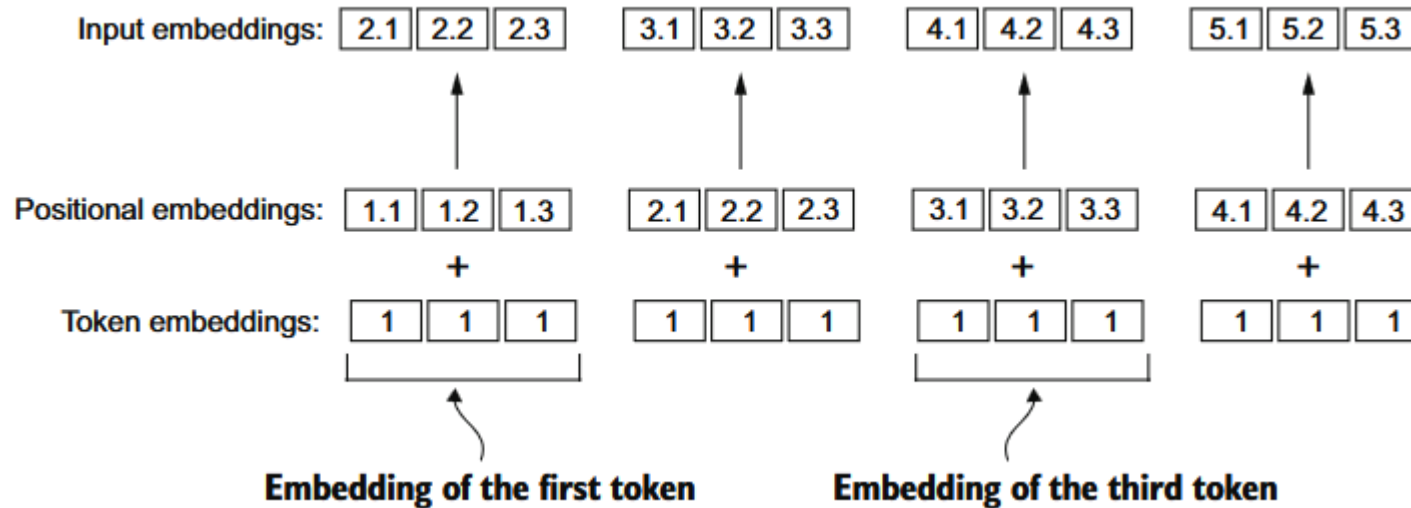 Input embeddings: 2.1 2.2 2.3 3.1 3.2 3.3 4.1 4.2 4.3 5.1 5.2 5.3
Positional embeddings: 1.1 1.2 1.3 2.1 2.2 2.3 3.1 3.2 3.3 4.1 4.2 4.3
+ + + +
Token embeddings: 1 1 1 1 1 1 1 1 1 1 1 1
Embedding of the first token Embedding of the third token